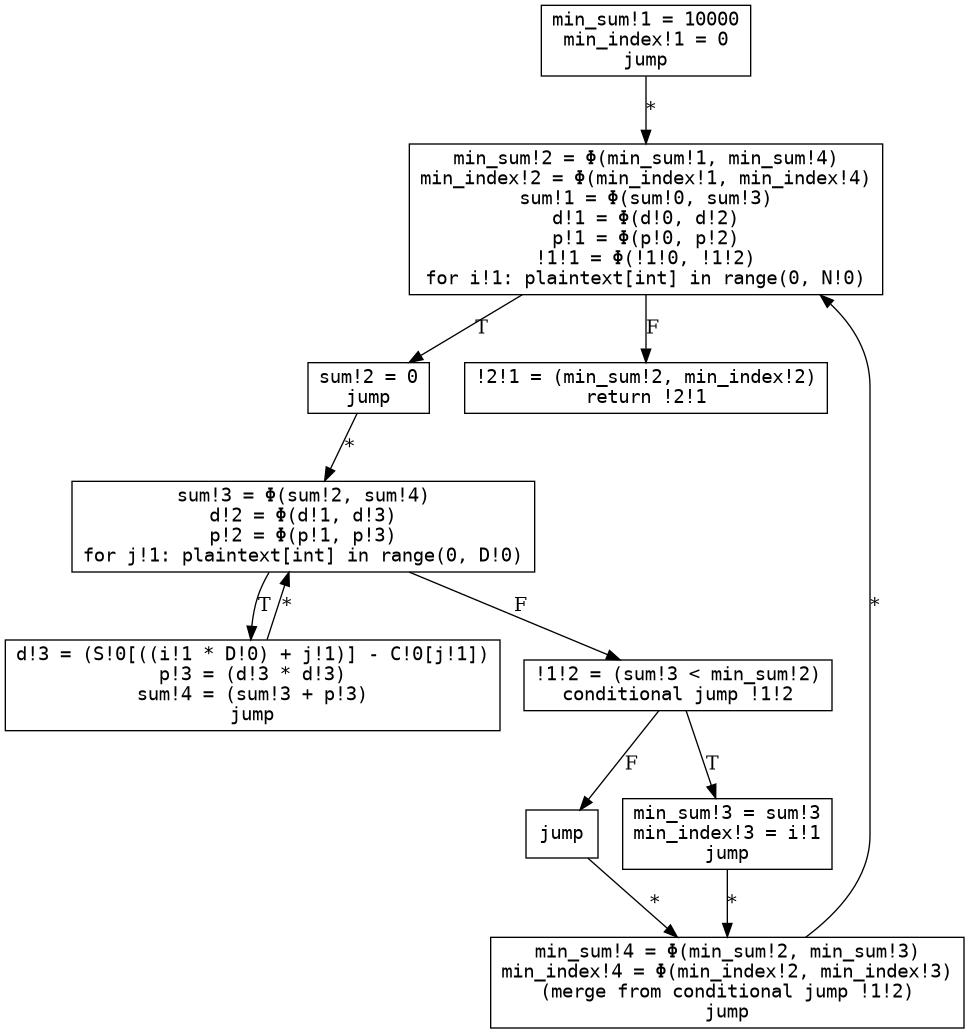 min_sum!1 = 10000
min_index!1 = 0
jump
*
min_sum!2 = Φ(min_sum!1, min_sum!4)
min_index!2 = Φ(min_index!1, min_index!4)
sum!1 = Φ(sum!0, sum!3)
d!1 = Φ(d!0, d!2)
p!1 = Φ(p!0, p!2)
!1!1 = Φ(!1!0, !1!2)
for i!1: plaintext[int] in range(0, N!0)
T
F
sum!2 = 0
jump
!2!1 = (min_sum!2, min_index!2)
return !2!1
*
sum!3 = Φ(sum!2, sum!4)
d!2 = Φ(d!1, d!3)
p!2 = Φ(p!1, p!3)
for j!1: plaintext[int] in range(0, D!0)
T
*
F
*
d!3 = (S!0[((i!1 * D!0) + j!1)] - C!0[j!1])
p!3 = (d!3 * d!3)
sum!4 = (sum!3 + p!3)
jump
!1!2 = (sum!3 < min_sum!2)
conditional jump !1!2
F
T
jump
min_sum!3 = sum!3
min_index!3 = i!1
jump
*
*
min_sum!4 = Φ(min_sum!2, min_sum!3)
min_index!4 = Φ(min_index!2, min_index!3)
(merge from conditional jump !1!2)
jump